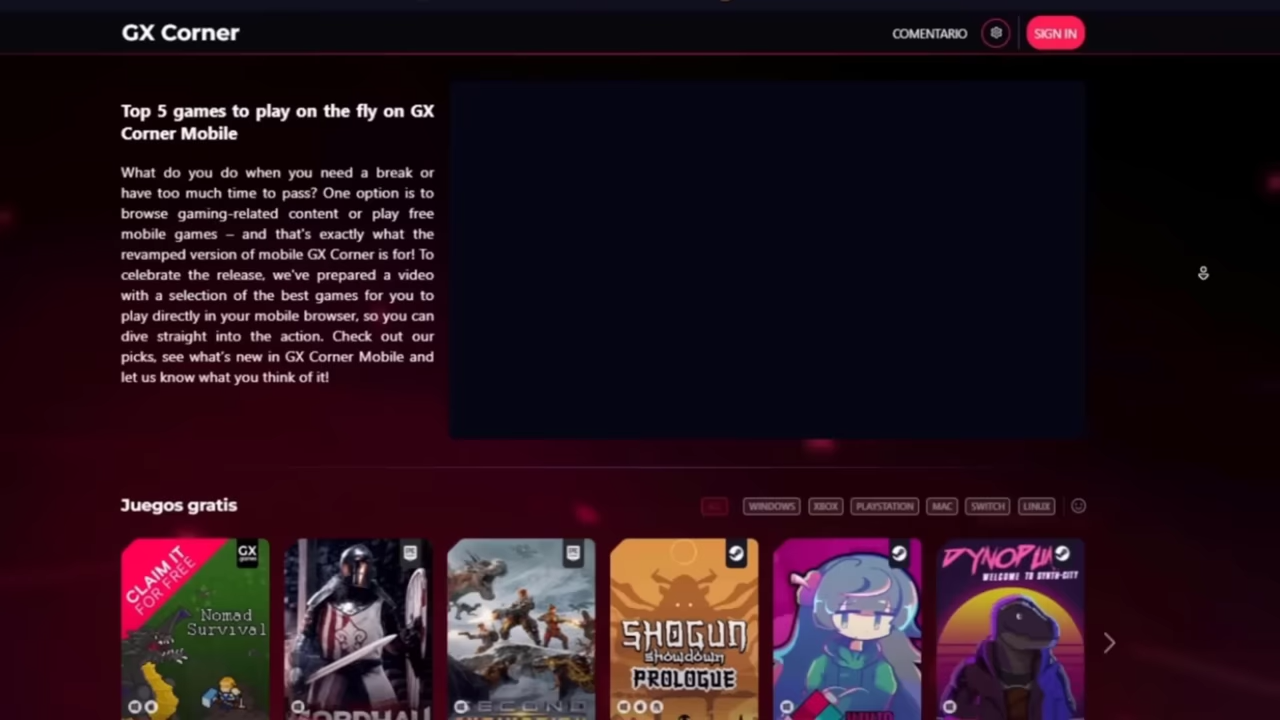 GX Corner
COMENTARIO
SIGN IN
Top 5 games to play on the fly on GX
Corner Mobile
What do you do when you need a break or
have too much time to pass? One option is to
browse gaming-related content or play free
mobile games – and that's exactly what the
revamped version of mobile GX Corner is for! To
celebrate the release, we've prepared a video
with a selection of the best games for you to
play directly in your mobile browser, so you can
dive straight into the action. Check out our
picks, see what's new in GX Corner Mobile and
let us know what you think of it!
Juegos gratis
WINDOWS
XBOX
PLAYSTATION
MAC
SWITCH
LINUX
CLAIM IT
FOR FREE
GX
games
Nomad
Survival
SHOGUN
showdown
PROLOGUE
WELCOME TO SYNTH-CITY
SECOND